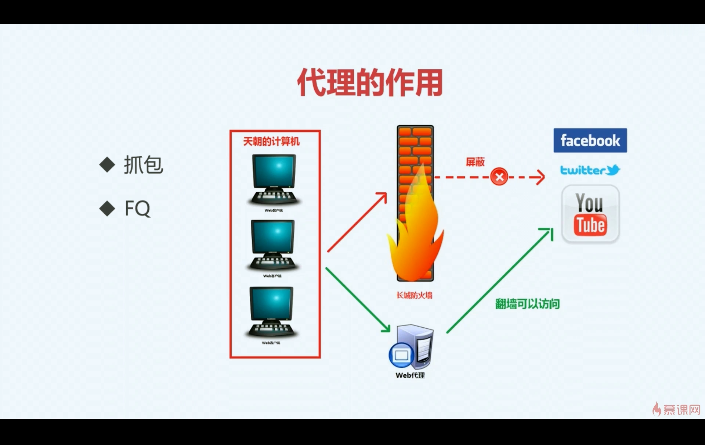 代理的作用
◆ 抓包
◆ FQ
天朝的计算机
Web客户端
Web客户端
Web客户端
长城防火墙
Web代理
屏蔽
翻墙可以访问
facebook
twitter
You
Tube
慕课网